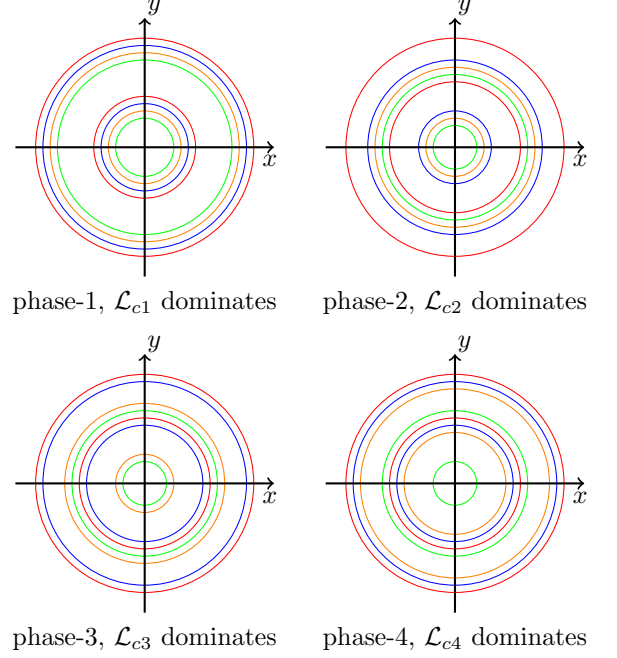 y y
x x
phase-1, ℒ_{c1} dominates phase-2, ℒ_{c2} dominates
y y
x x
phase-3, ℒ_{c3} dominates phase-4, ℒ_{c4} dominates